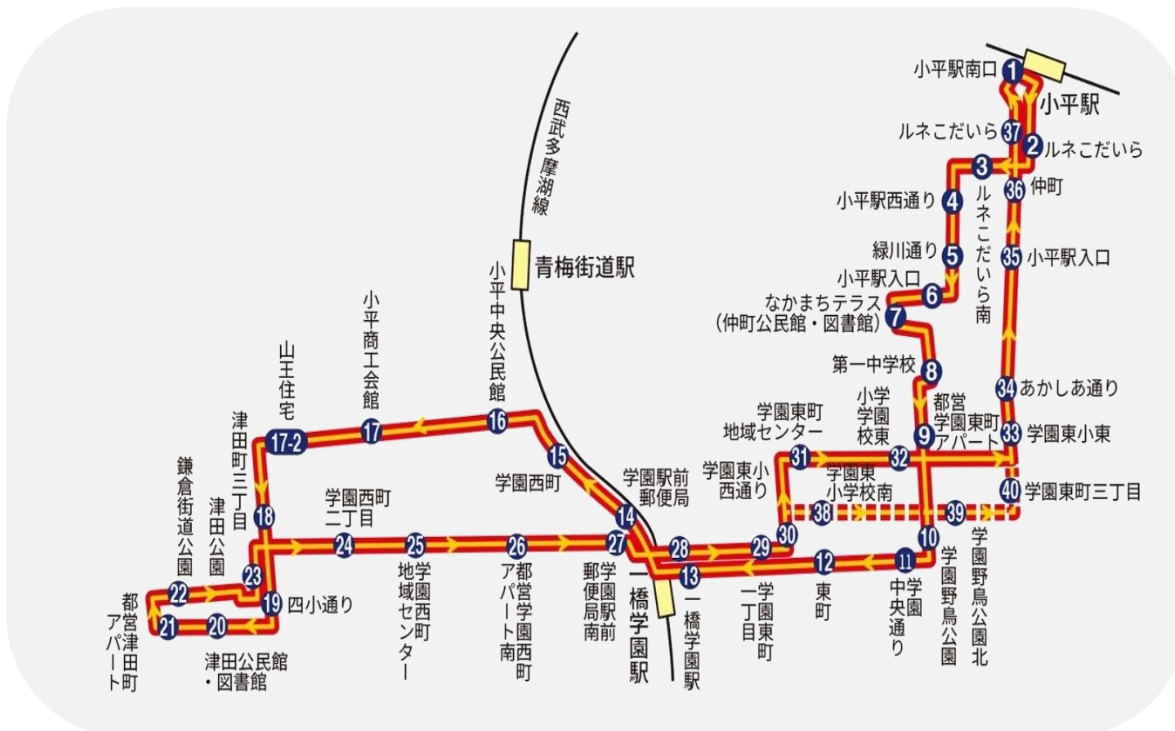 小平駅南口
1
小平駅
ルネこだいら
37
2
ルネこだいら
3
ルネこだいら南
36
仲町
小平駅西通り
4
緑川通り
5
35
小平駅入口
小平駅入口
6
なかまちテラス
(仲町公民館・図書館)
7
第一中学校
8
34
あかしあ通り
西武多摩湖線
青梅街道駅
小平中央公民館
16
小平商工会館
17
山王住宅
17-2
津田町三丁目
18
鎌倉街道公園
22
津田公園
23
都営津田町
アパート
21
20
津田公民館
・図書館
19
四小通り
学園西町
二丁目
24
25
学園西町
地域センター
26
都営学園西町
アパート南
27
学園駅前
郵便局南
学園西町
15
学園駅前
郵便局
14
一橋学園駅
28
13
一橋学園駅
29
学園東町
一丁目
12
東町
11
学園
中央通り
10
学園野鳥公園
学園野鳥公園北
39
38
学園東
小学校南
30
学園東小
西通り
学園東町
地域センター
31
小学
学園
校東
32
9
都営
学園東町
アパート
33
学園東小東
40
学園東町三丁目